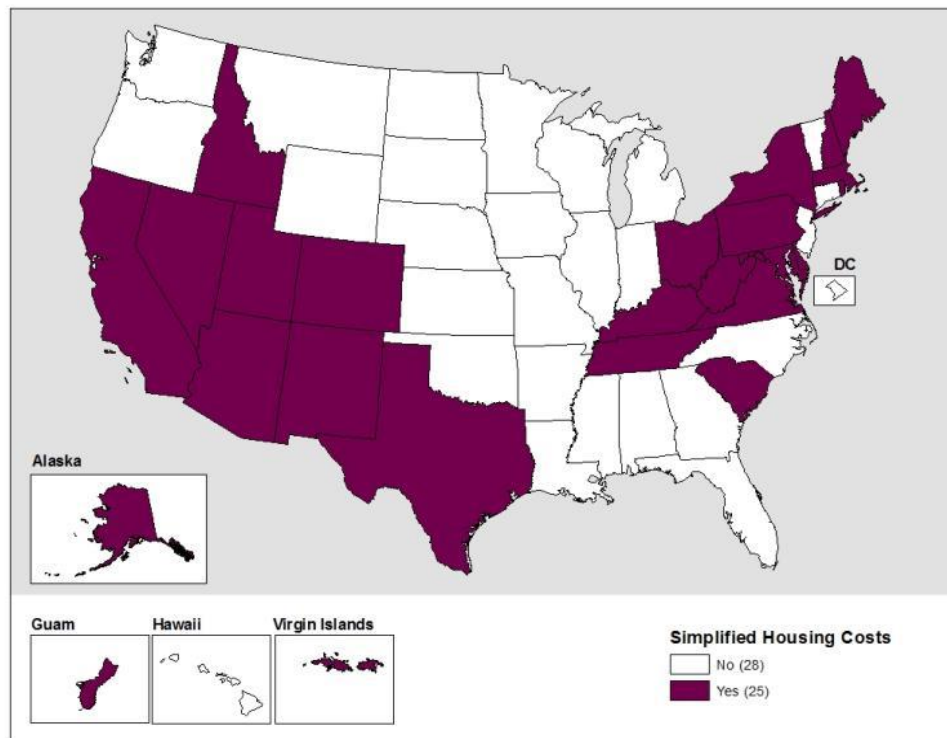 DC
Alaska
Guam
Hawaii
Virgin Islands
Simplified Housing Costs
No (28)
Yes (25)